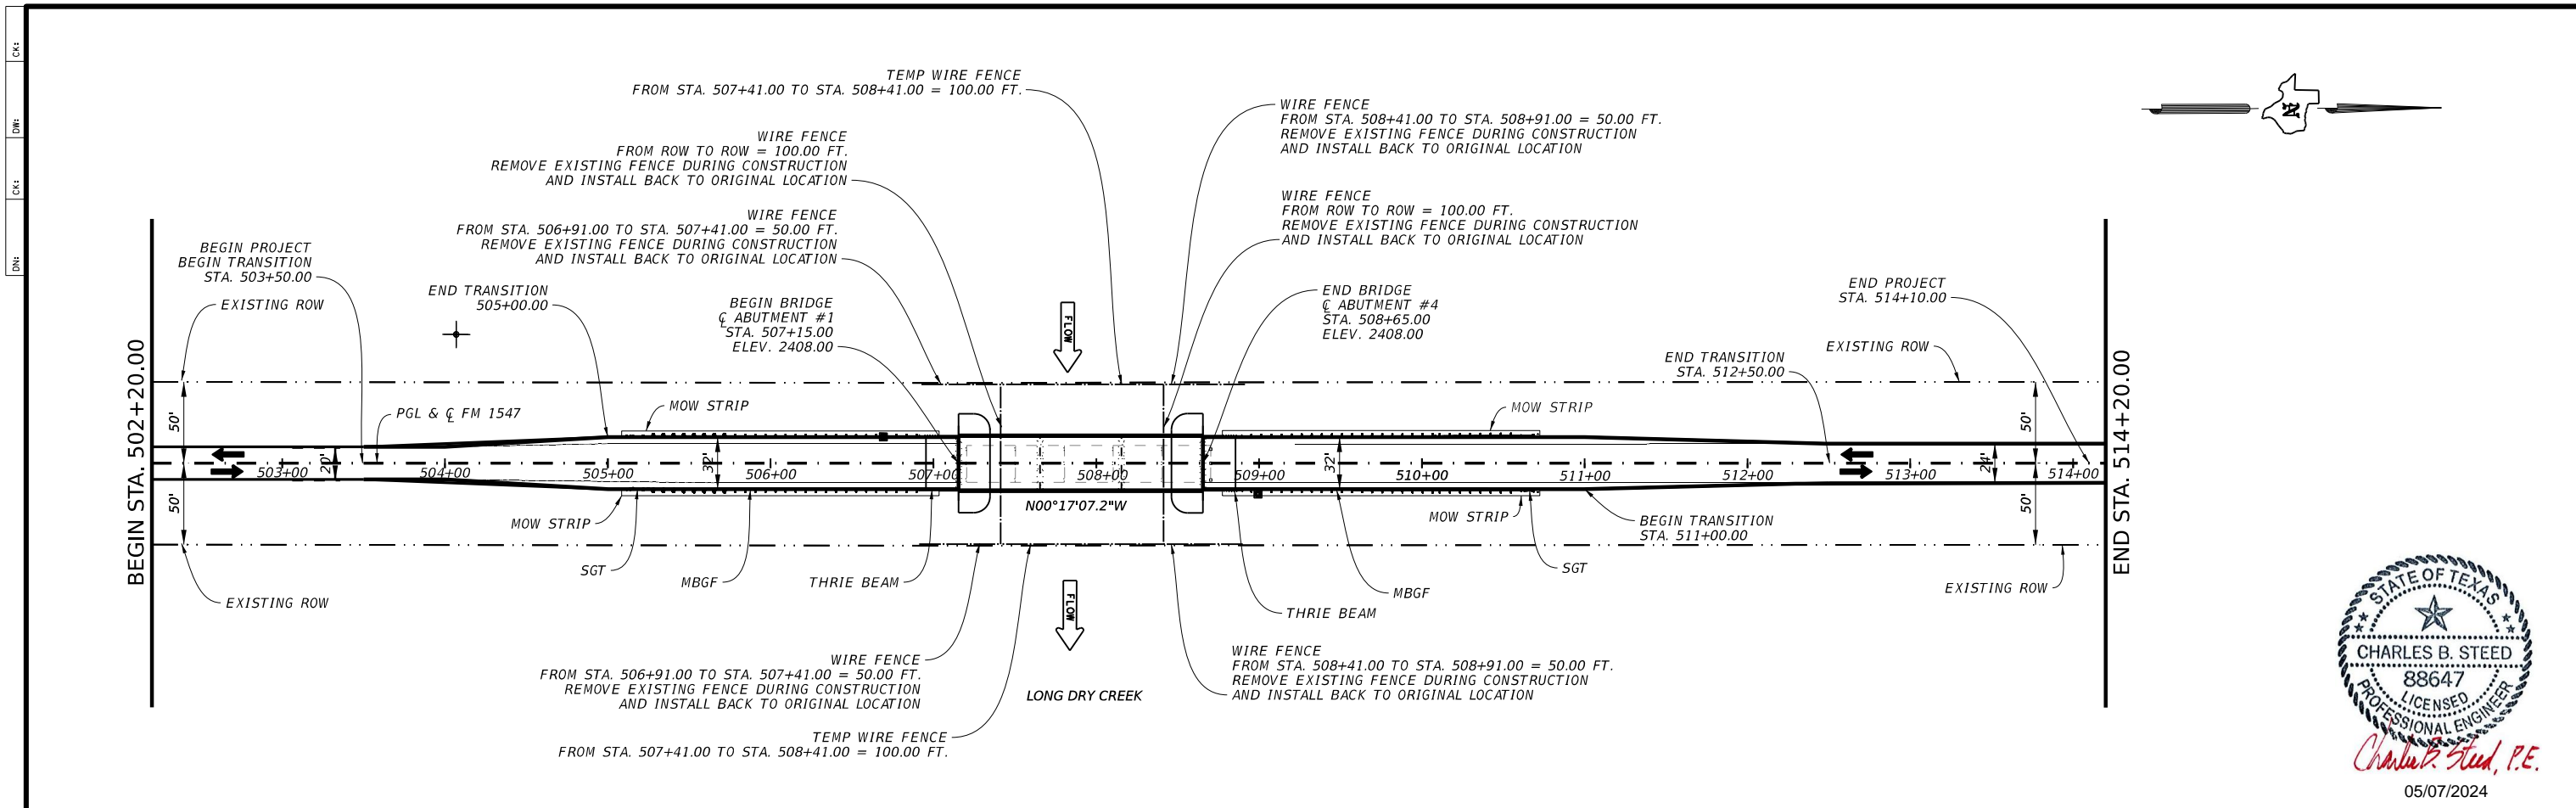 CK:
DW:
CK:
DN:
TEMP WIRE FENCE
FROM STA. 507+41.00 TO STA. 508+41.00 = 100.00 FT.
WIRE FENCE
FROM ROW TO ROW = 100.00 FT.
REMOVE EXISTING FENCE DURING CONSTRUCTION
AND INSTALL BACK TO ORIGINAL LOCATION
WIRE FENCE
FROM STA. 506+91.00 TO STA. 507+41.00 = 50.00 FT.
REMOVE EXISTING FENCE DURING CONSTRUCTION
AND INSTALL BACK TO ORIGINAL LOCATION
WIRE FENCE
FROM STA. 508+41.00 TO STA. 508+91.00 = 50.00 FT.
REMOVE EXISTING FENCE DURING CONSTRUCTION
AND INSTALL BACK TO ORIGINAL LOCATION
WIRE FENCE
FROM ROW TO ROW = 100.00 FT.
REMOVE EXISTING FENCE DURING CONSTRUCTION
AND INSTALL BACK TO ORIGINAL LOCATION
N
BEGIN PROJECT
BEGIN TRANSITION
STA. 503+50.00
EXISTING ROW
END TRANSITION
505+00.00
BEGIN BRIDGE
℄ ABUTMENT #1
STA. 507+15.00
ELEV. 2408.00
FLOW
END BRIDGE
℄ ABUTMENT #4
STA. 508+65.00
ELEV. 2408.00
END PROJECT
STA. 514+10.00
END TRANSITION
STA. 512+50.00
EXISTING ROW
BEGIN STA. 502+20.00
50'
50'
PGL & ℄ FM 1547
MOW STRIP
MOW STRIP
20'
32'
32'
24'
50'
50'
END STA. 514+20.00
503+00
504+00
505+00
506+00
507+00
508+00
509+00
510+00
511+00
512+00
513+00
514+00
N00°17'07.2"W
MOW STRIP
MOW STRIP
BEGIN TRANSITION
STA. 511+00.00
SGT
MBGF
THRIE BEAM
FLOW
SGT
MBGF
THRIE BEAM
EXISTING ROW
EXISTING ROW
WIRE FENCE
FROM STA. 506+91.00 TO STA. 507+41.00 = 50.00 FT.
REMOVE EXISTING FENCE DURING CONSTRUCTION
AND INSTALL BACK TO ORIGINAL LOCATION
TEMP WIRE FENCE
FROM STA. 507+41.00 TO STA. 508+41.00 = 100.00 FT.
LONG DRY CREEK
WIRE FENCE
FROM STA. 508+41.00 TO STA. 508+91.00 = 50.00 FT.
REMOVE EXISTING FENCE DURING CONSTRUCTION
AND INSTALL BACK TO ORIGINAL LOCATION
STATE OF TEXAS
CHARLES B. STEED
88647
LICENSED
PROFESSIONAL ENGINEER
Charles B. Steed, P.E.
05/07/2024